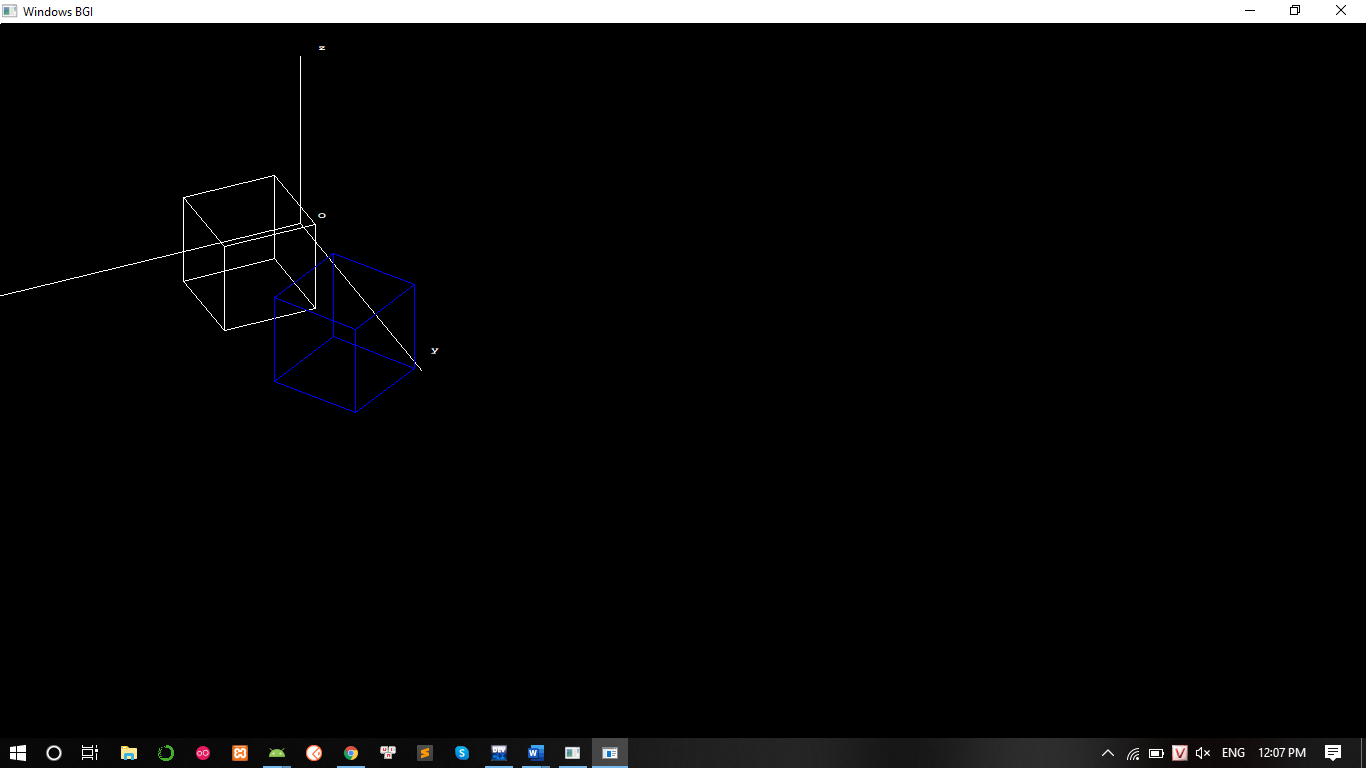 Windows BGI
z
O
y
ENG
12:07 PM